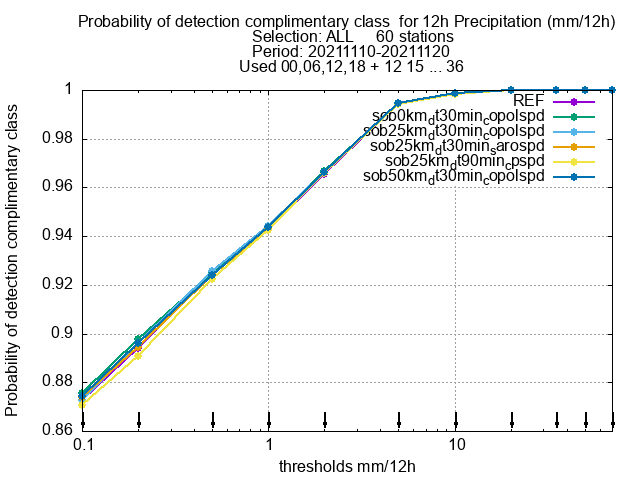 Probability of detection complimentary class  for 12h Precipitation (mm/12h)
Selection: ALL     60 stations
Period: 20211110-20211120
Used 00,06,12,18 + 12 15 ... 36
Probability of detection complimentary class
1
0.98
0.96
0.94
0.92
0.9
0.88
0.86
REF
sob0km_dt30min_copolspd
sob25km_dt30min_copolspd
sob25km_dt30min_sarospd
sob25km_dt90min_cpspd
sob50km_dt30min_copolspd
0.1 1 10
thresholds mm/12h